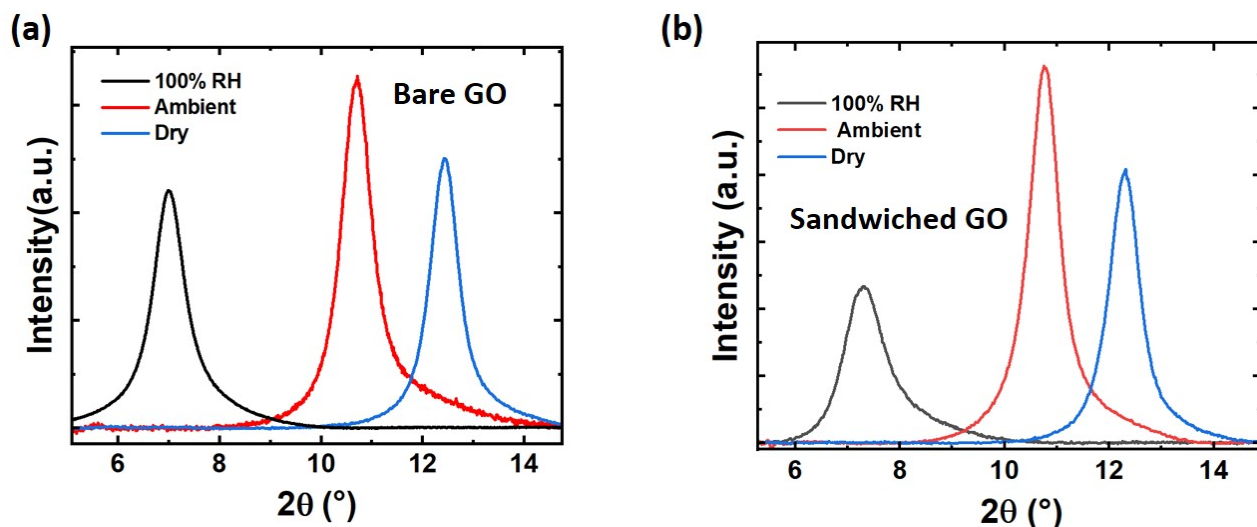 (a)
100% RH
Ambient
Dry
Bare GO
Intensity(a.u.)
6 8 10 12 14
2θ (°)
(b)
100% RH
Ambient
Dry
Sandwiched GO
Intensity (a.u.)
6 8 10 12 14
2θ (°)